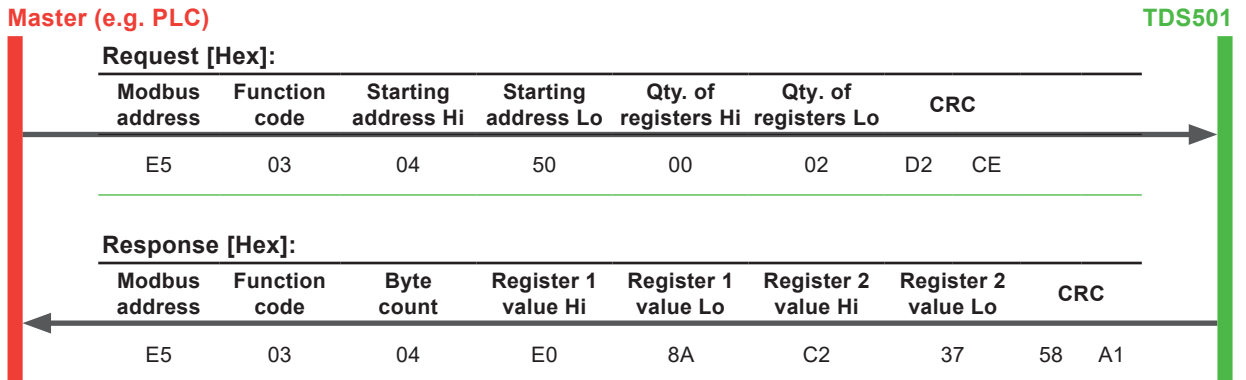 Master (e.g. PLC) TDS501
Request [Hex]:
Modbus address Function code Starting address Hi Starting address Lo Qty. of registers Hi Qty. of registers Lo CRC
E5 03 04 50 00 02 D2 CE
Response [Hex]:
Modbus address Function code Byte count Register 1 value Hi Register 1 value Lo Register 2 value Hi Register 2 value Lo CRC
E5 03 04 E0 8A C2 37 58 A1